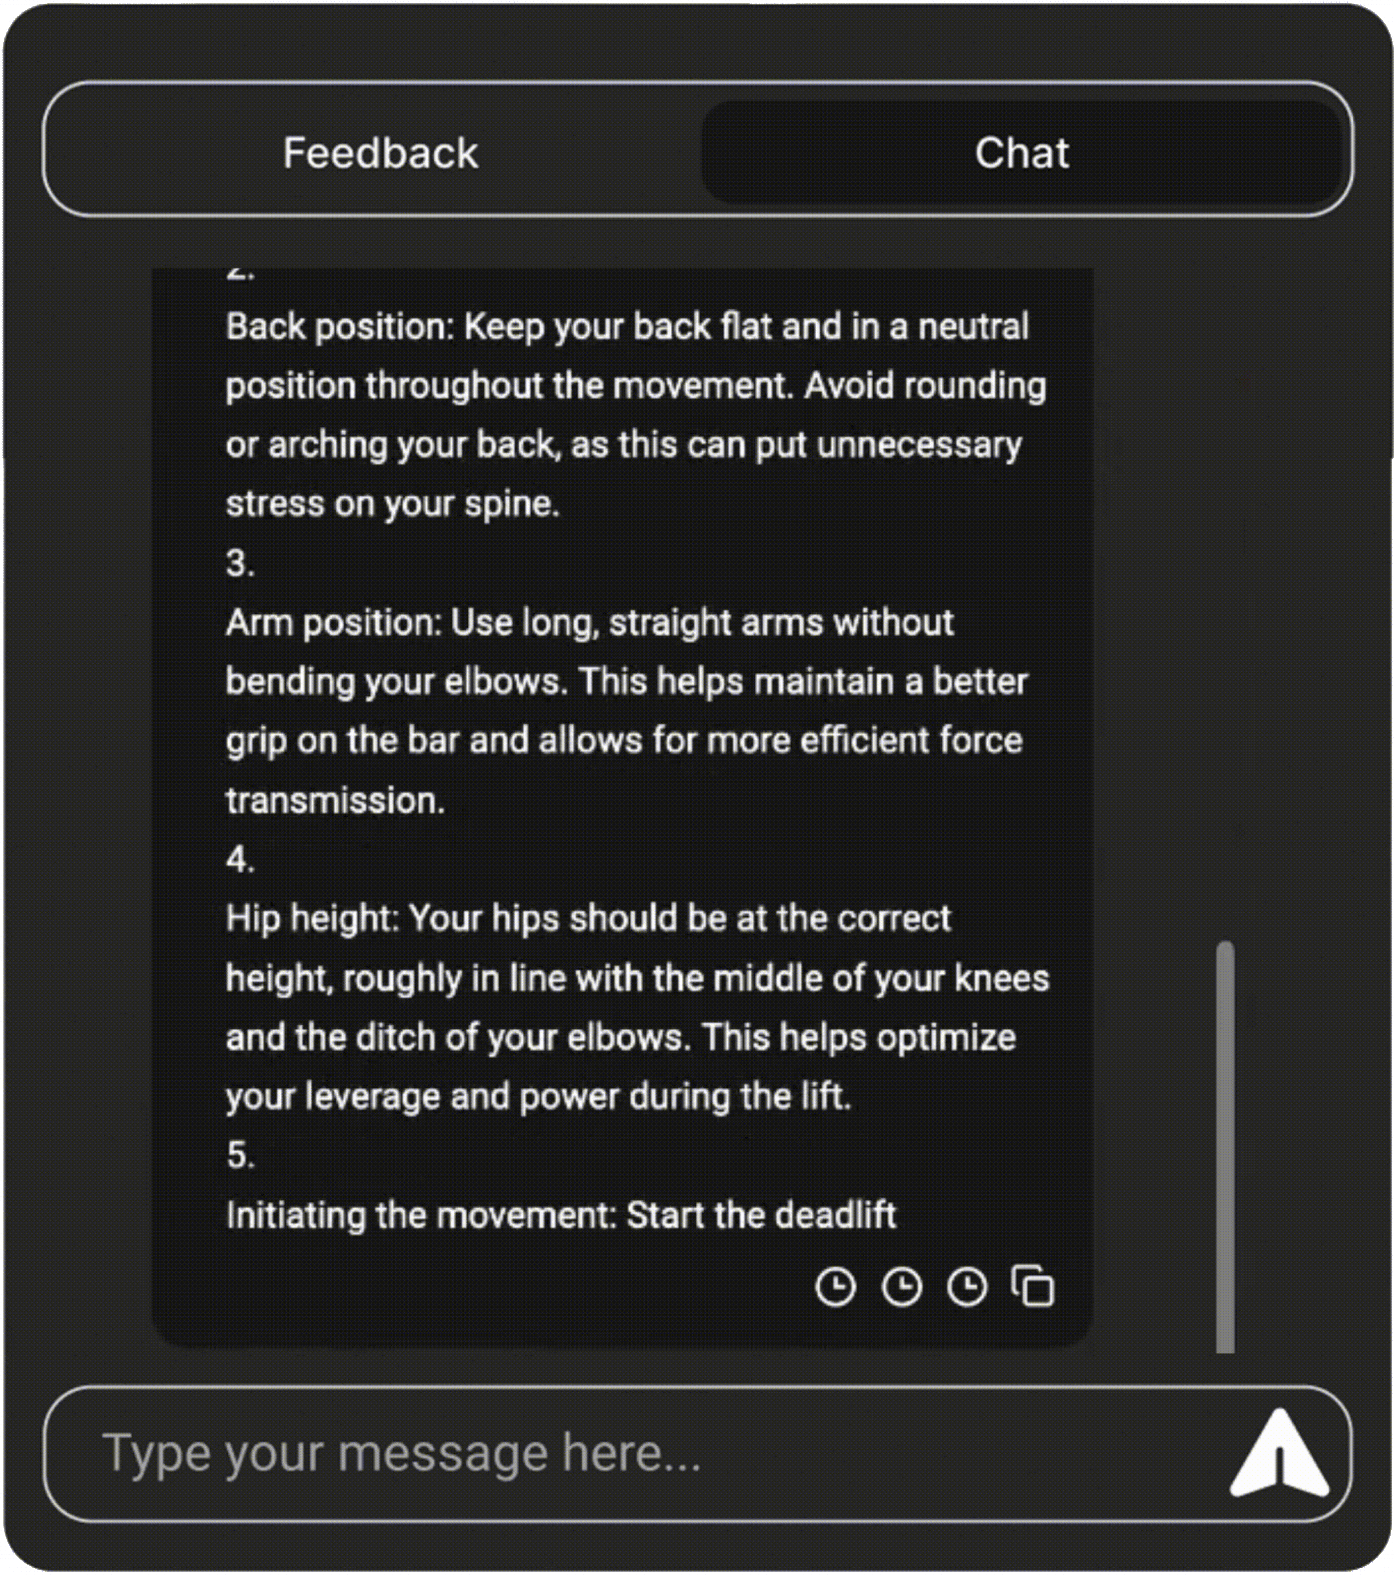 Feedback
Chat
2.
Back position: Keep your back flat and in a neutral
position throughout the movement. Avoid rounding
or arching your back, as this can put unnecessary
stress on your spine.
3.
Arm position: Use long, straight arms without
bending your elbows. This helps maintain a better
grip on the bar and allows for more efficient force
transmission.
4.
Hip height: Your hips should be at the correct
height, roughly in line with the middle of your knees
and the ditch of your elbows. This helps optimize
your leverage and power during the lift.
5.
Initiating the movement: Start the deadlift
Type your message here...